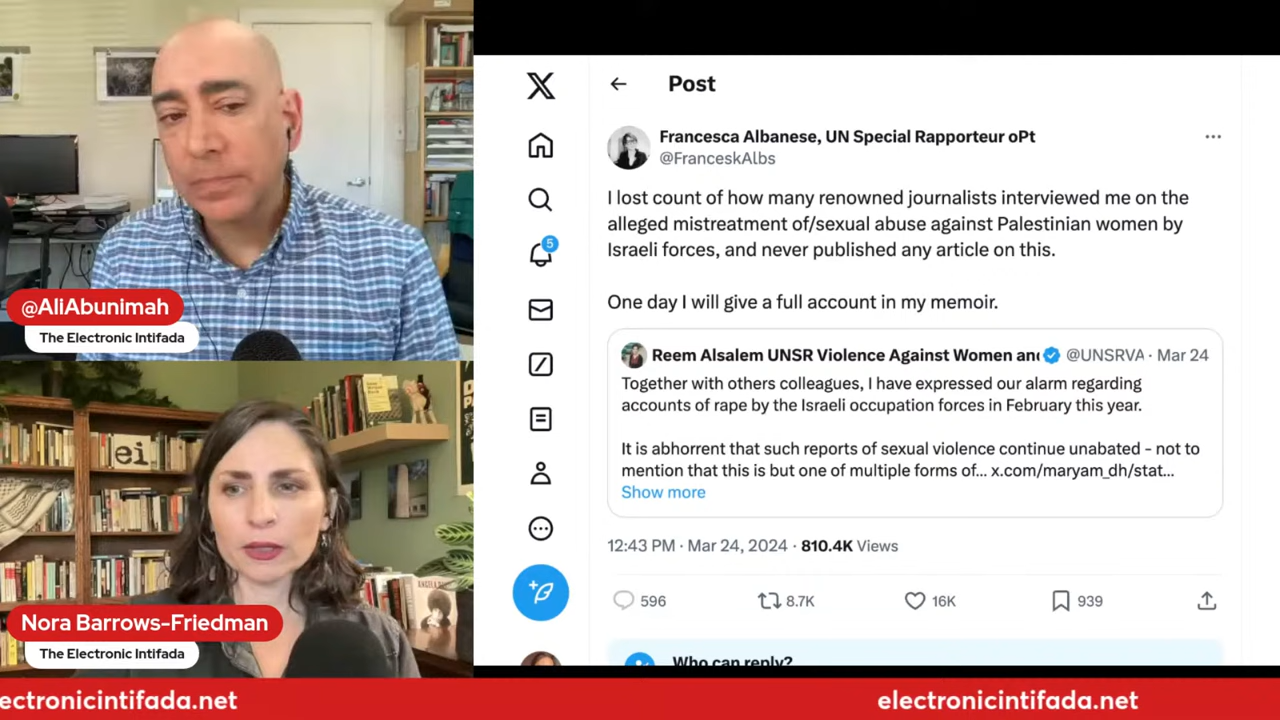 @AliAbunimah
The Electronic Intifada
ei
Nora Barrows-Friedman
The Electronic Intifada
Post
Francesca Albanese, UN Special Rapporteur oPt
@FranceskAlbs
I lost count of how many renowned journalists interviewed me on the
alleged mistreatment of/sexual abuse against Palestinian women by
Israeli forces, and never published any article on this.
One day I will give a full account in my memoir.
Reem Alsalem UNSR Violence Against Women and @UNSRVA · Mar 24
Together with others colleagues, I have expressed our alarm regarding
accounts of rape by the Israeli occupation forces in February this year.
It is abhorrent that such reports of sexual violence continue unabated - not to
mention that this is but one of multiple forms of... x.com/maryam_dh/stat...
Show more
12:43 PM · Mar 24, 2024 · 810.4K Views
596 8.7K 16K 939
Who can reply?
5
ectronicintifada.net electronicintifada.net